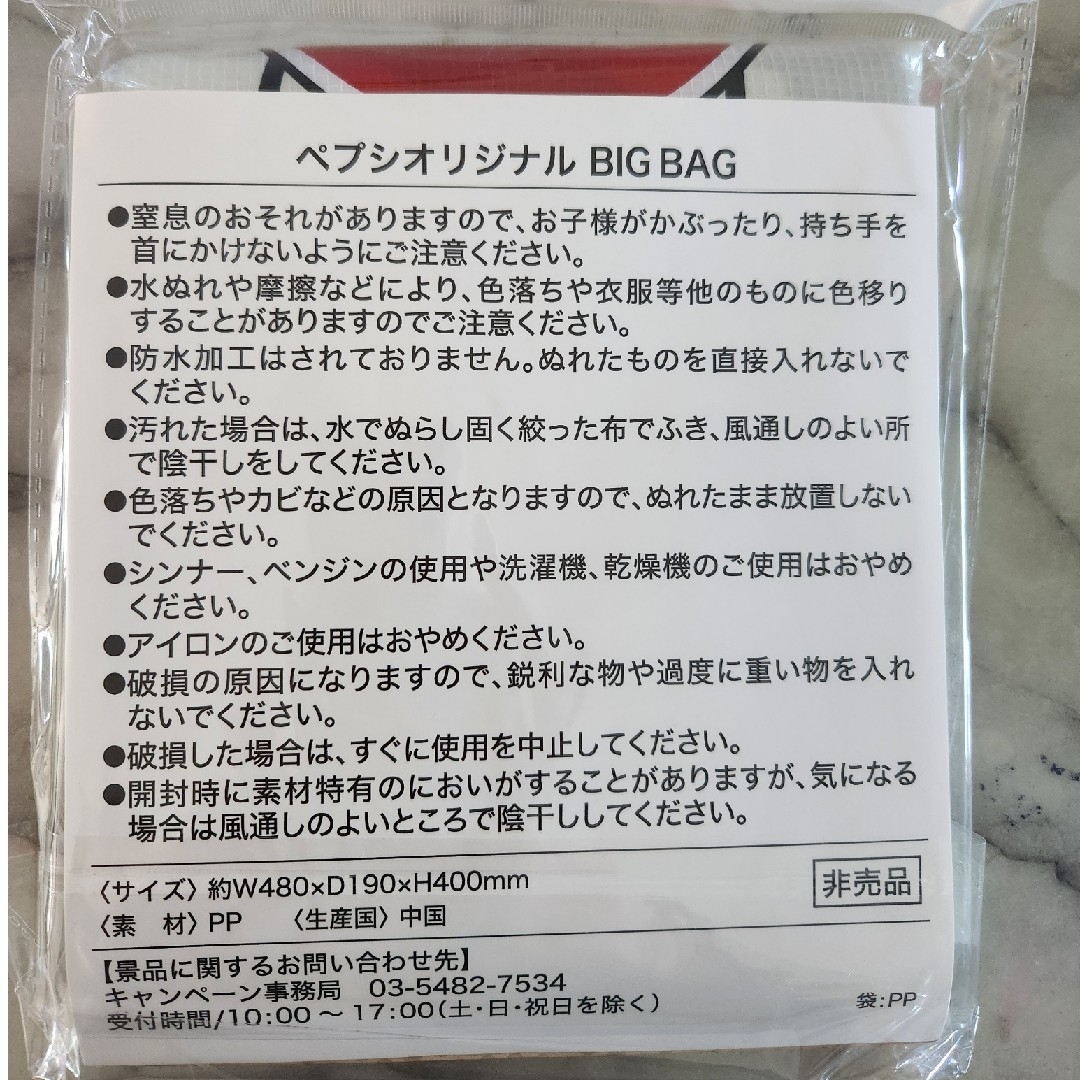 ペプシオリジナル BIG BAG
●窒息のおそれがありますので、お子様がかぶったり、持ち手を
首にかけないようにご注意ください。
●水ぬれや摩擦などにより、色落ちや衣服等他のものに色移り
することがありますのでご注意ください。
●防水加工はされておりません。ぬれたものを直接入れないで
ください。
●汚れた場合は、水でぬらし固く絞った布でふき、風通しのよい所
で陰干しをしてください。
●色落ちやカビなどの原因となりますので、ぬれたまま放置しない
でください。
●シンナー、ベンジンの使用や洗濯機、乾燥機のご使用はおやめ
ください。
●アイロンのご使用はおやめください。
●破損の原因になりますので、鋭利な物や過度に重い物を入れ
ないでください。
●破損した場合は、すぐに使用を中止してください。
●開封時に素材特有のにおいがすることがありますが、気になる
場合は風通しのよいところで陰干ししてください。
〈サイズ〉約W480×D190×H400mm
〈素 材〉PP 〈生産国〉中国
非売品
【景品に関するお問い合わせ先】
キャンペーン事務局 03-5482-7534
受付時間/10:00~17:00(土・日・祝日を除く)
袋:PP